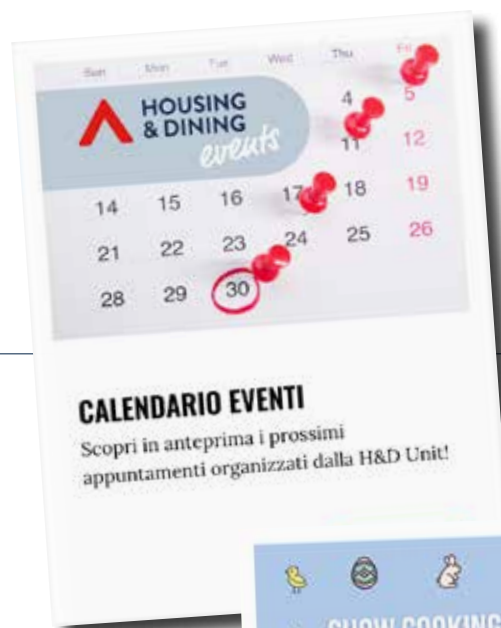 Sun Mon Tue Wed Thu Fri
HOUSING
& DINING
events
4 5
11 12
14 15 16 17 18 19
21 22 23 24 25 26
28 29 30
CALENDARIO EVENTI
Scopri in anteprima i prossimi
appuntamenti organizzati dalla H&D Unit!
SHOW COOKING